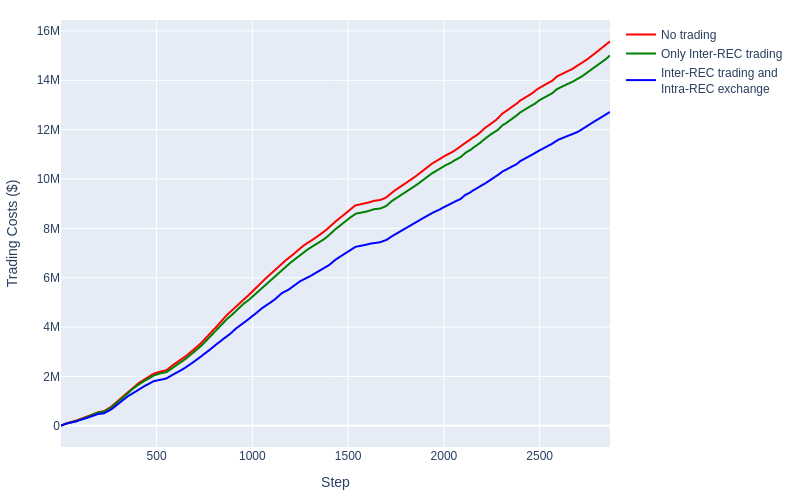 16M
14M
12M
10M
8M
6M
4M
2M
0
Trading Costs ($)
500
1000
1500
2000
2500
Step
No trading
Only Inter-REC trading
Inter-REC trading and
Intra-REC exchange